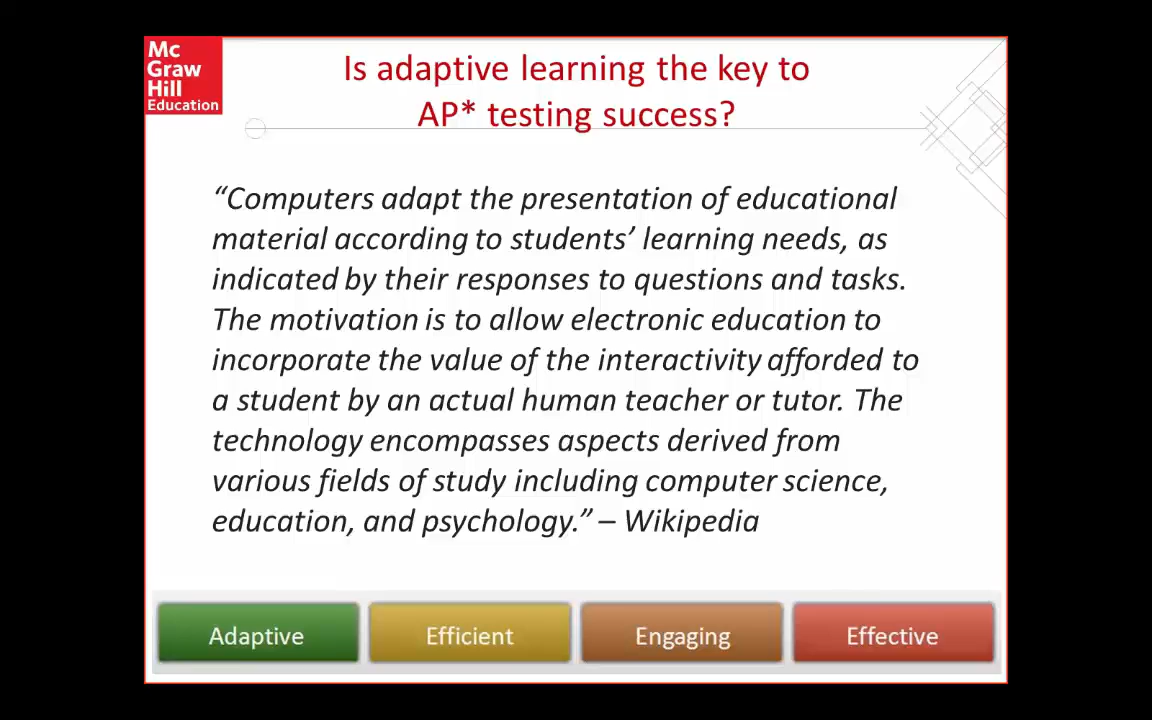 Mc
Graw
Hill
Education
Is adaptive learning the key to
AP* testing success?
“Computers adapt the presentation of educational
material according to students’ learning needs, as
indicated by their responses to questions and tasks.
The motivation is to allow electronic education to
incorporate the value of the interactivity afforded to
a student by an actual human teacher or tutor. The
technology encompasses aspects derived from
various fields of study including computer science,
education, and psychology.” – Wikipedia
Adaptive
Efficient
Engaging
Effective